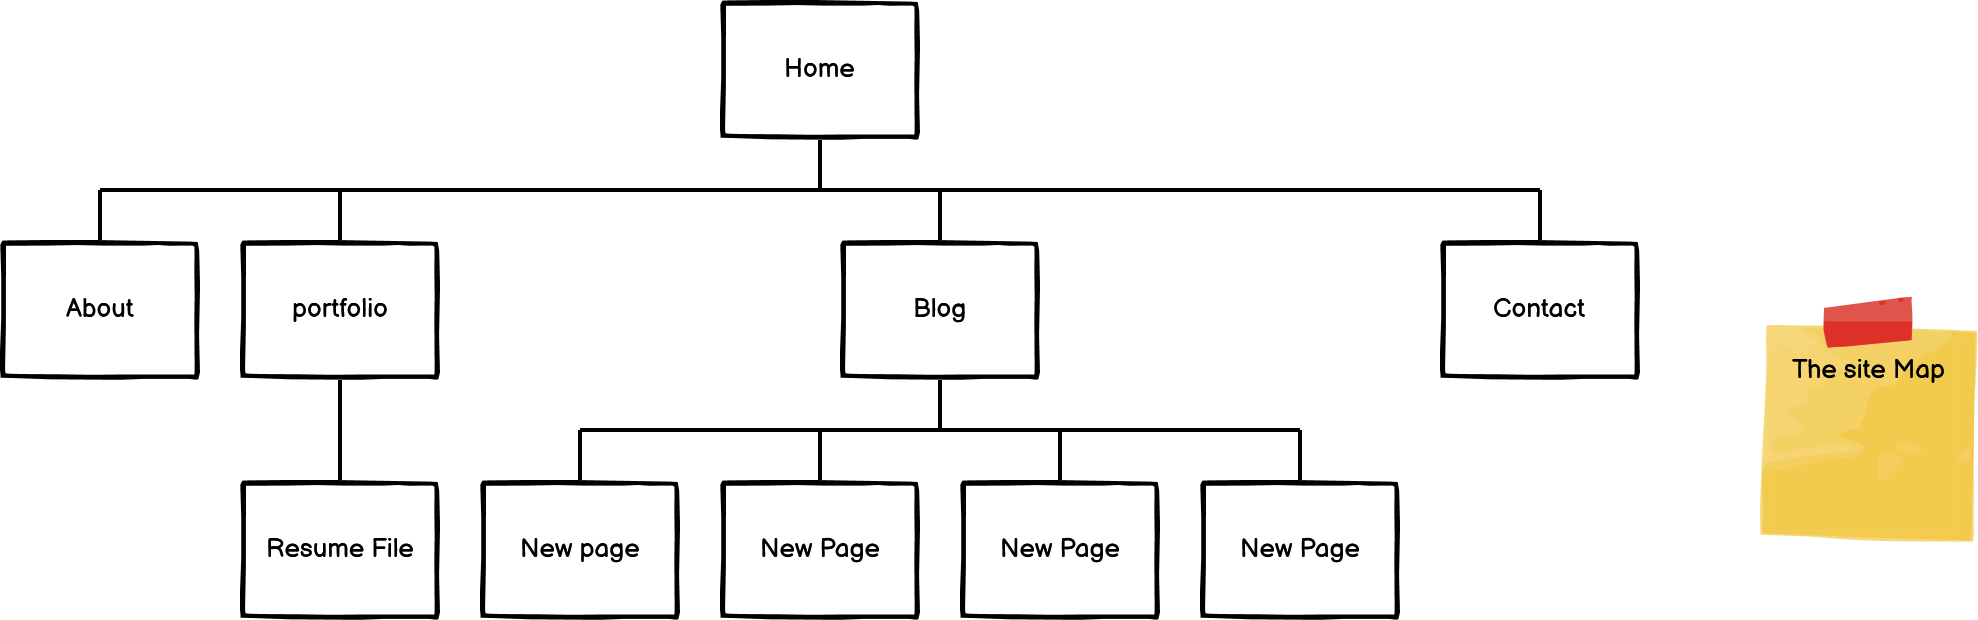 Home
About
portfolio
Blog
Contact
The site Map
Resume File
New page
New Page
New Page
New Page